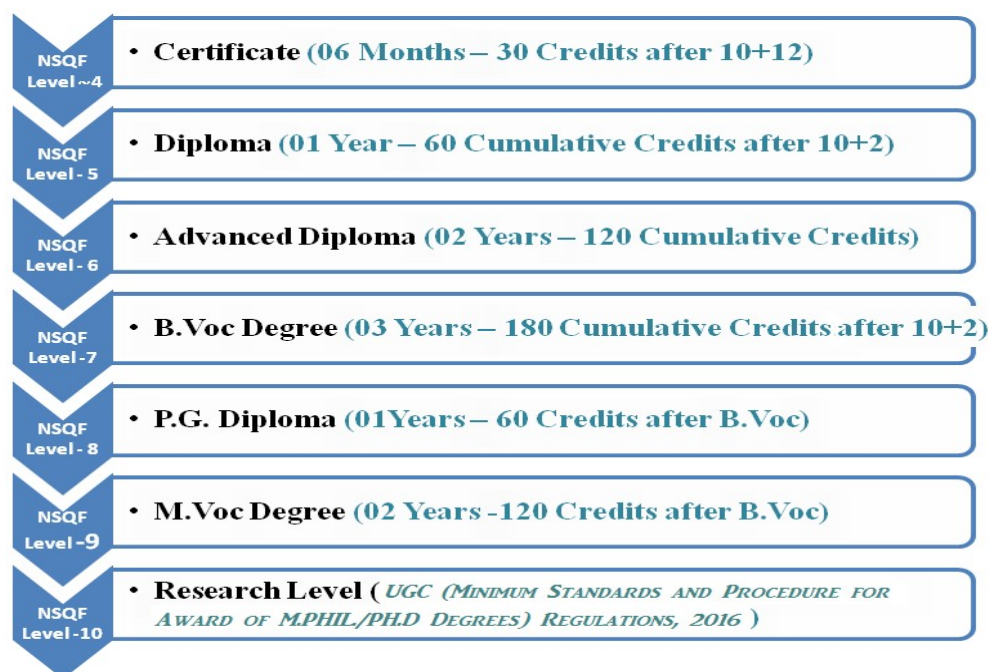 NSQF
Level~4
• Certificate (06 Months – 30 Credits after 10+12)
NSQF
Level-5
• Diploma (01 Year – 60 Cumulative Credits after 10+2)
NSQF
Level-6
• Advanced Diploma (02 Years – 120 Cumulative Credits)
NSQF
Level-7
• B.Voc Degree (03 Years – 180 Cumulative Credits after 10+2)
NSQF
Level-8
• P.G. Diploma (01Years – 60 Credits after B.Voc)
NSQF
Level-9
• M.Voc Degree (02 Years -120 Credits after B.Voc)
NSQF
Level-10
• Research Level ( UGC (MINIMUM STANDARDS AND PROCEDURE FOR
AWARD OF M.PHIL./PH.D DEGREES) REGULATIONS, 2016 )